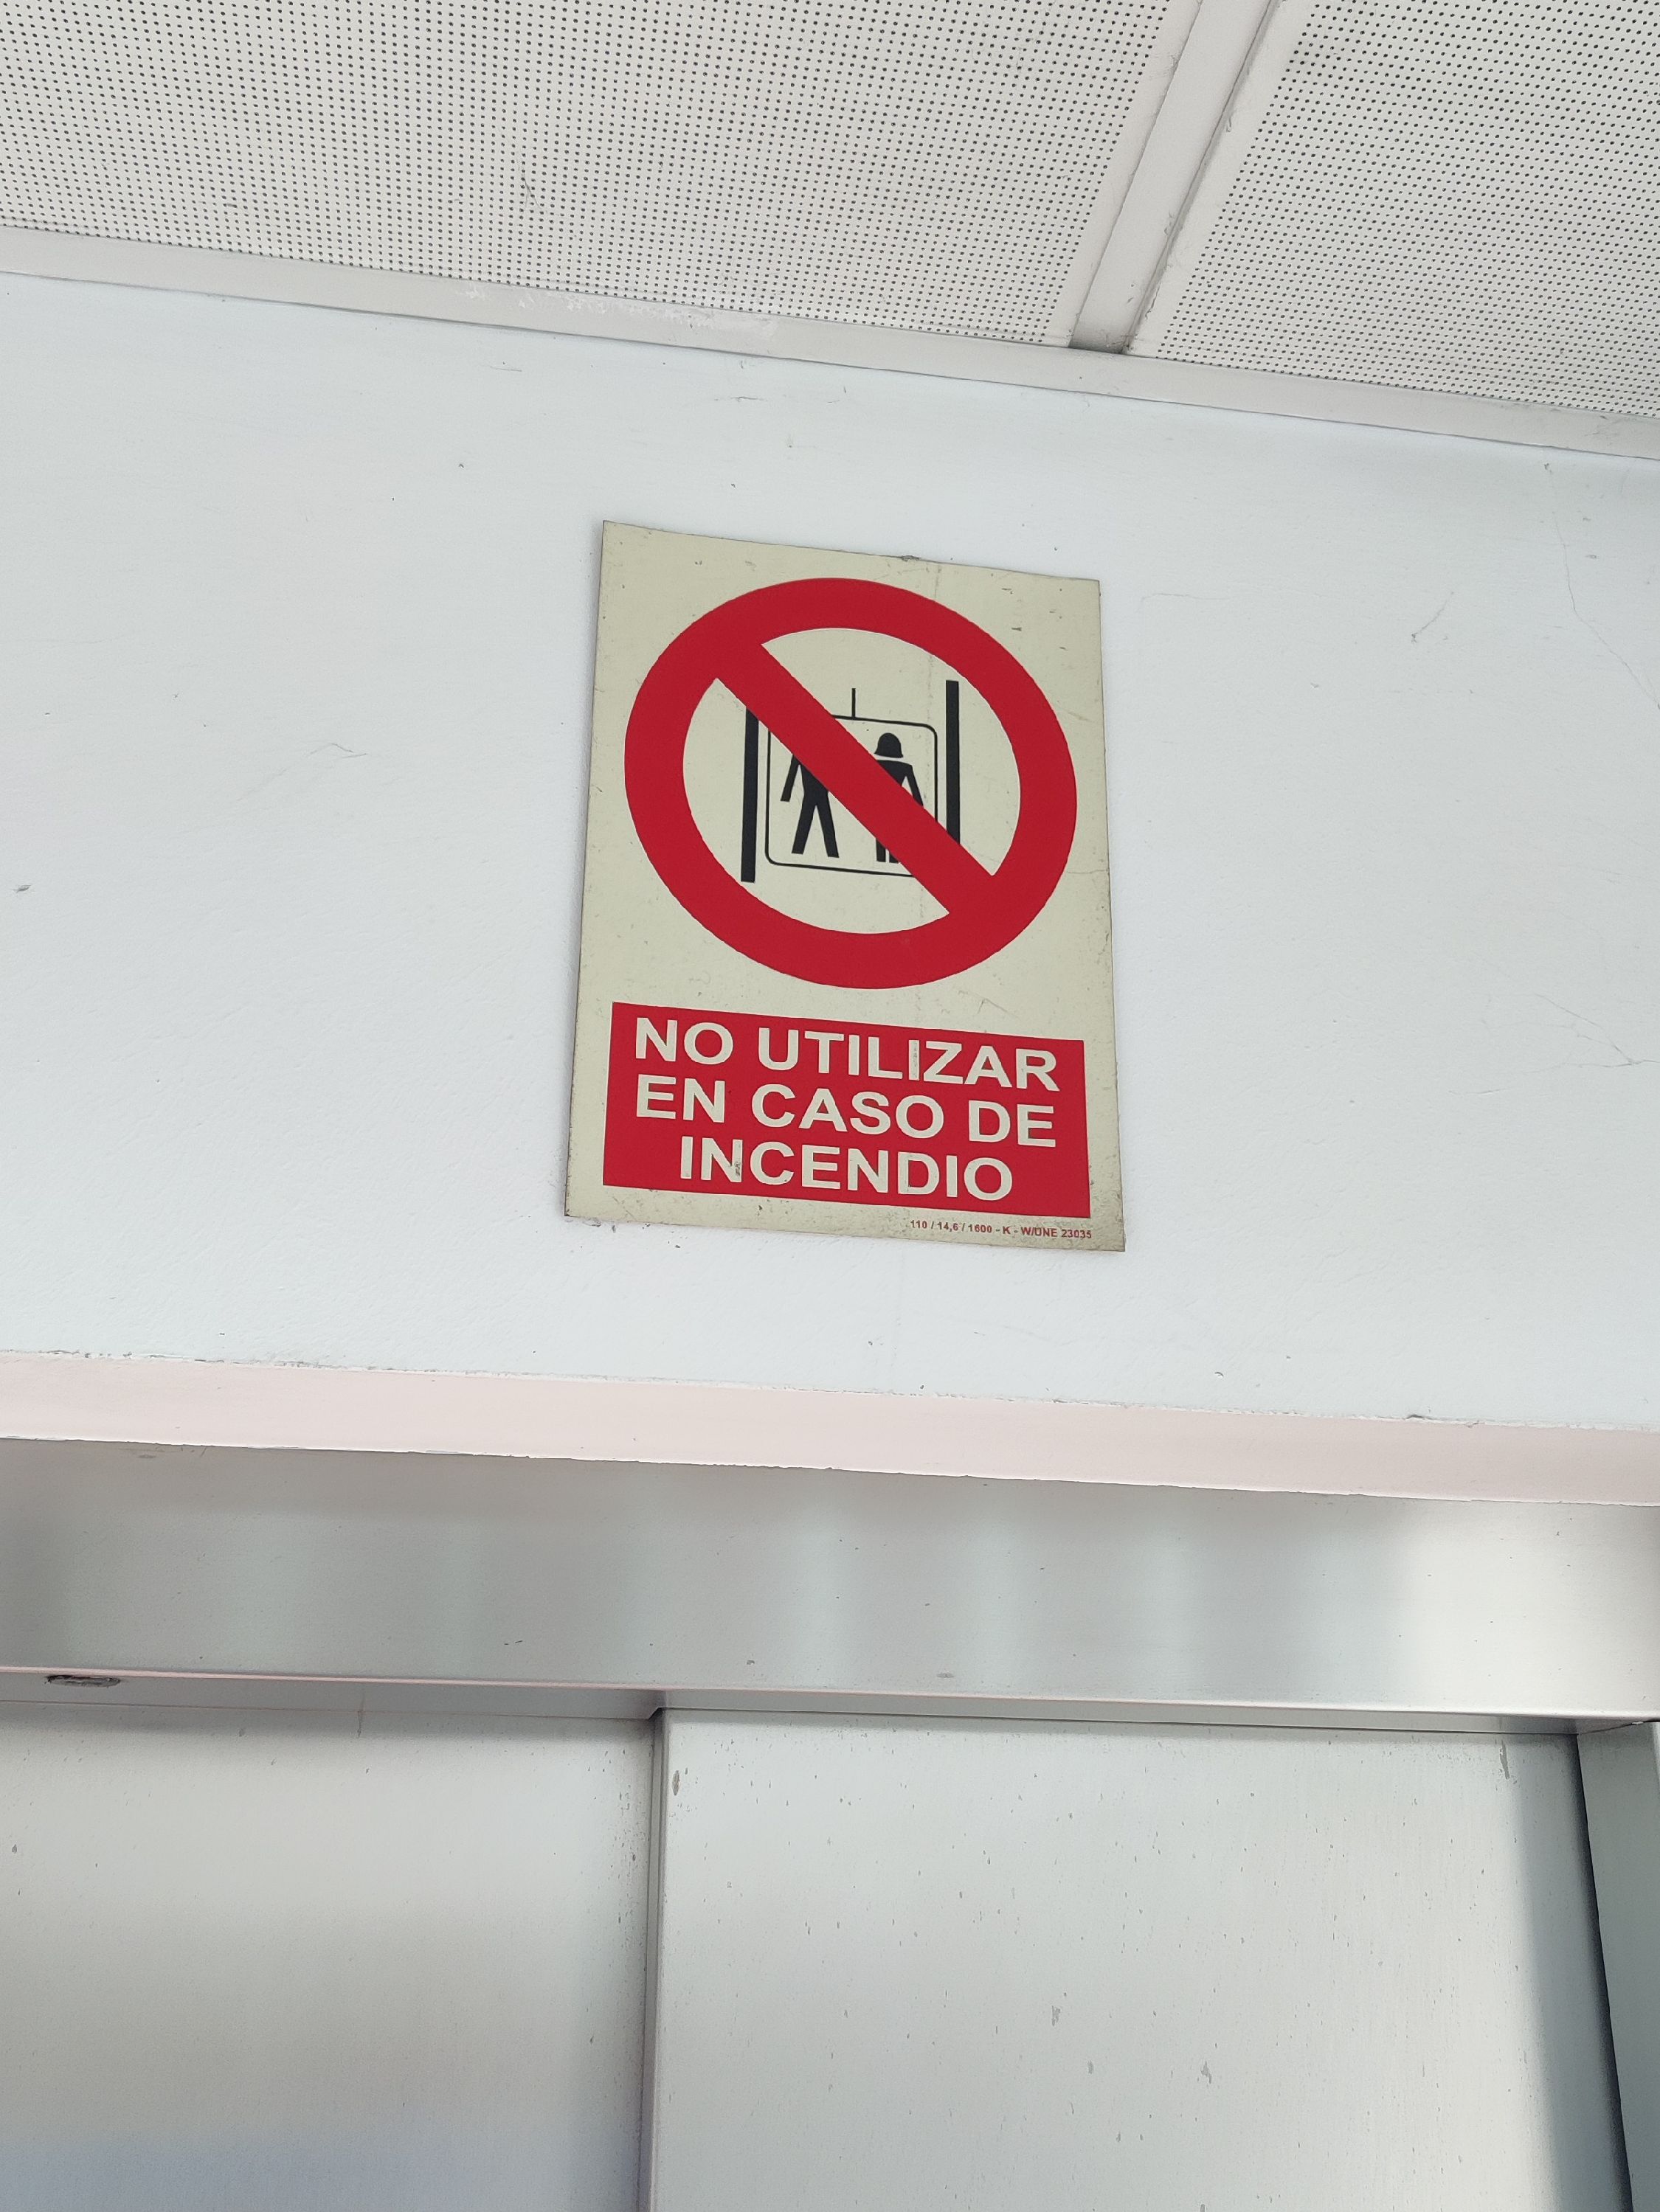 NO UTILIZAR
EN CASO DE
INCENDIO
110 / 14,6 / 1600 - K - W/UNE 23035